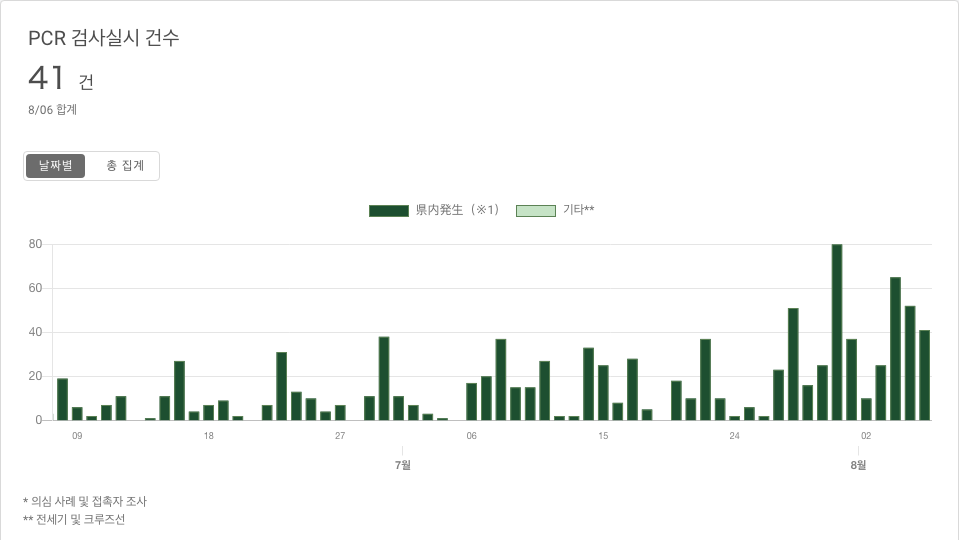 PCR 검사실시 건수
41 건
8/06 합계
날짜별 총 집계
県内発生（※1） 기타**
80
60
40
20
0
09 18 27 06 15 24 02
7월 8월
* 의심 사례 및 접촉자 조사
** 전세기 및 크루즈선